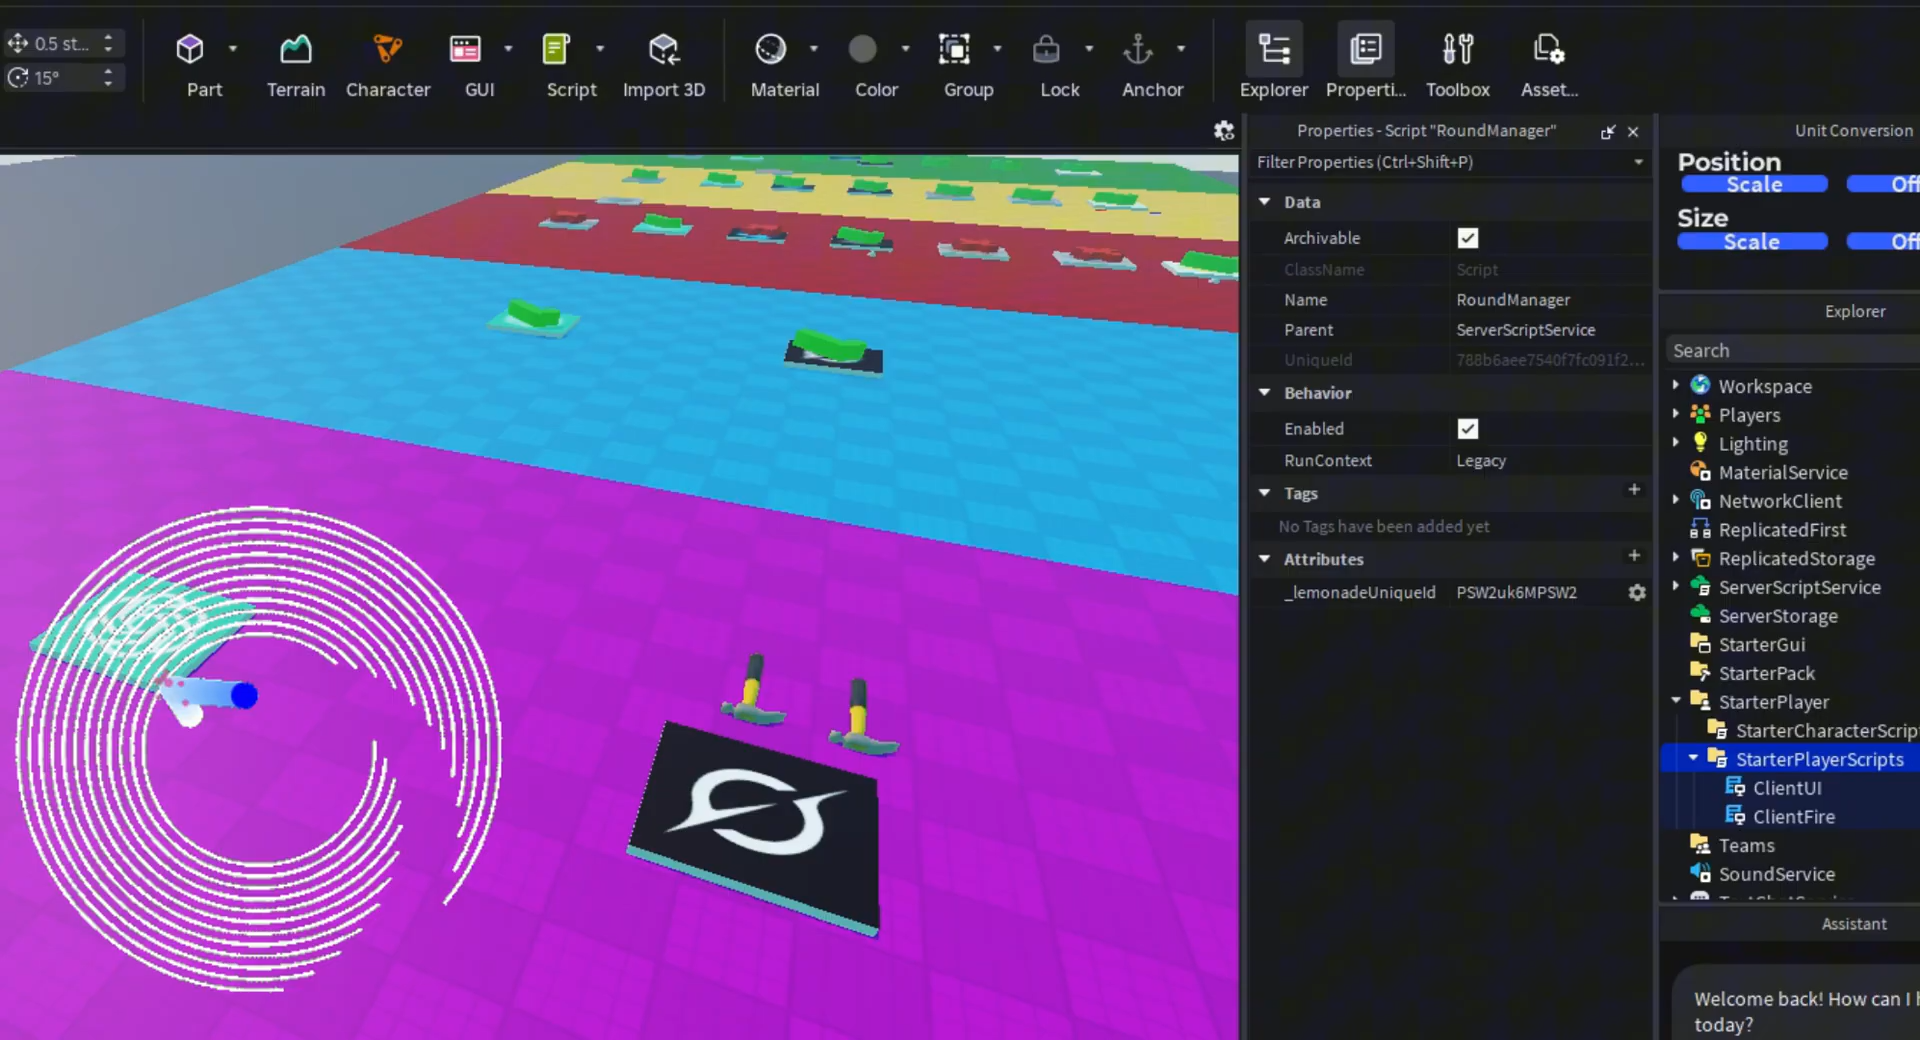 0.5 st...
15°
Part
Terrain
Character
GUI
Script
Import 3D
Material
Color
Group
Lock
Anchor
Explorer
Properti...
Toolbox
Asset...
Properties - Script "RoundManager"
Filter Properties (Ctrl+Shift+P)
Data
Archivable
ClassName Script
Name RoundManager
Parent ServerScriptService
UniqueId 788b6aee7540f7fc091f2...
Behavior
Enabled
RunContext Legacy
Tags
No Tags have been added yet
Attributes
_lemonadeUniqueId PSW2uk6MPSW2
Unit Conversion
Position
Scale Off
Size
Scale Off
Explorer
Search
Workspace
Players
Lighting
MaterialService
NetworkClient
ReplicatedFirst
ReplicatedStorage
ServerScriptService
ServerStorage
StarterGui
StarterPack
StarterPlayer
StarterCharacterScript
StarterPlayerScripts
ClientUI
ClientFire
Teams
SoundService
Assistant
Welcome back! How can I
today?